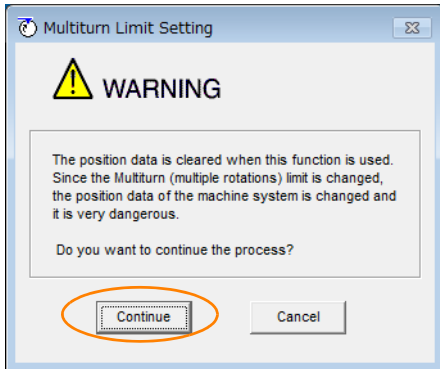 Multiturn Limit Setting
WARNING
The position data is cleared when this function is used.
Since the Multiturn (multiple rotations) limit is changed,
the position data of the machine system is changed and
it is very dangerous.
Do you want to continue the process?
Continue
Cancel